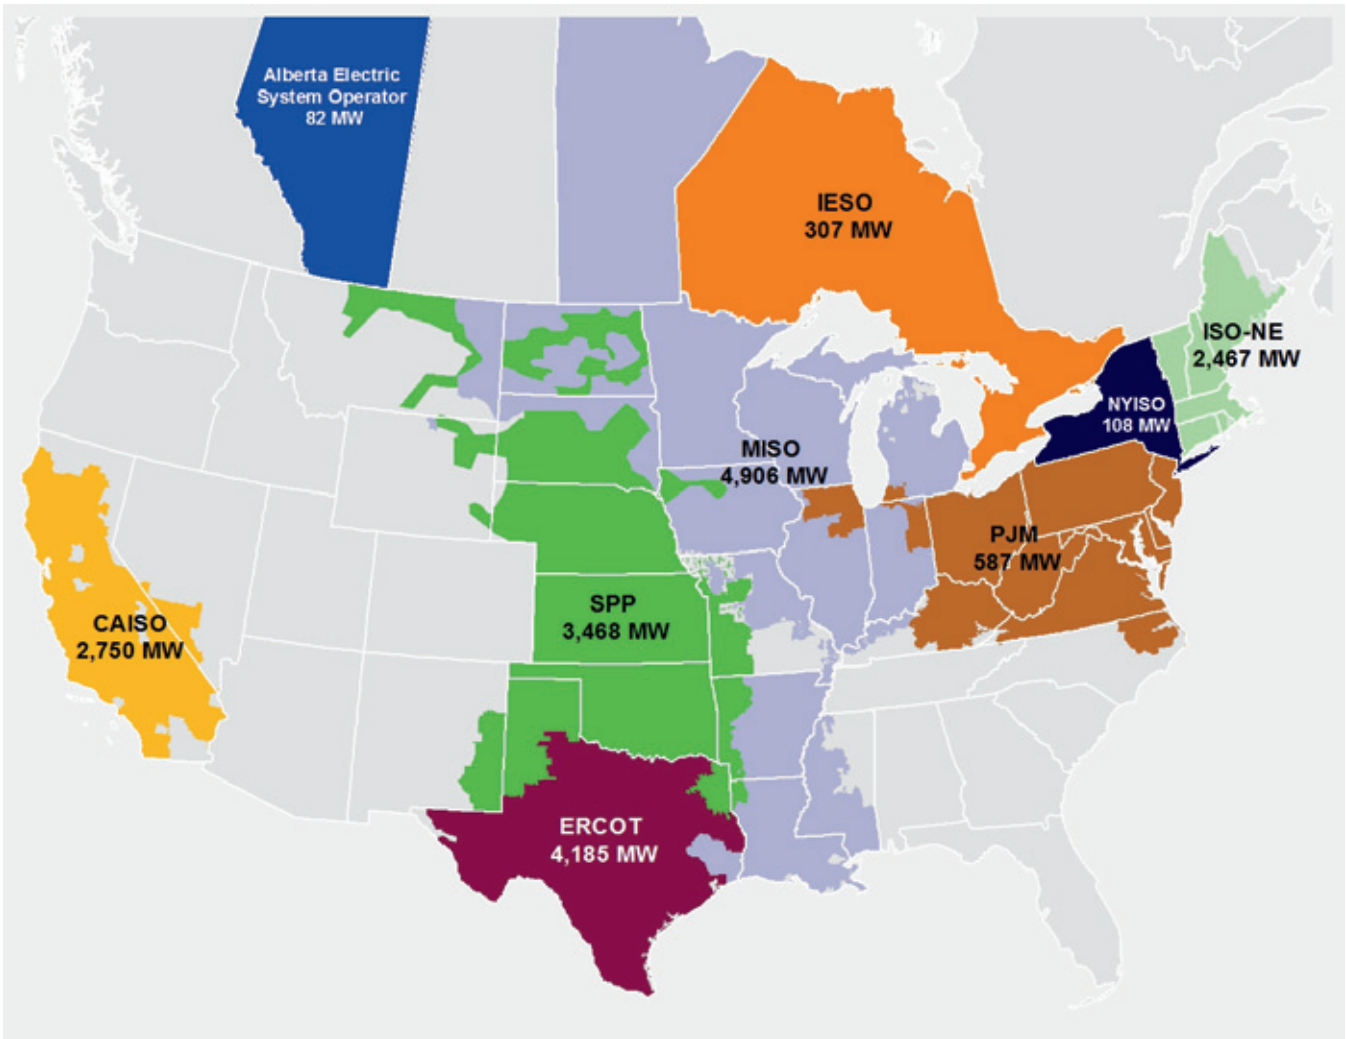 Alberta Electric
System Operator
82 MW
IESO
307 MW
ISO-NE
2,467 MW
NYISO
108 MW
MISO
4,906 MW
PJM
587 MW
SPP
3,468 MW
CAISO
2,750 MW
ERCOT
4,185 MW